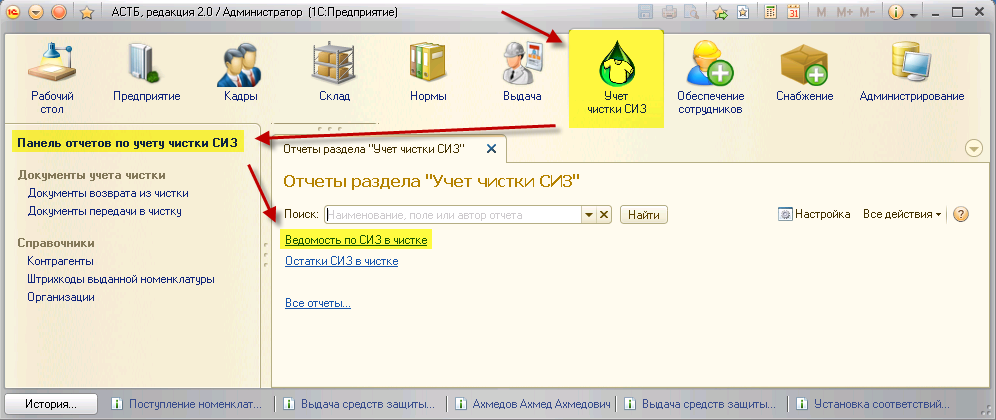 АСТБ, редакция 2.0 / Администратор (1С:Предприятие)
M M+ M-
Рабочий стол
Предприятие
Кадры
Склад
Нормы
Выдача
Учет чистки СИЗ
Обеспечение сотрудников
Снабжение
Администрирование
Панель отчетов по учету чистки СИЗ
Документы учета чистки
Документы возврата из чистки
Документы передачи в чистку
Справочники
Контрагенты
Штрихкоды выданной номенклатуры
Организации
Отчеты раздела "Учет чистки СИЗ"
Отчеты раздела "Учет чистки СИЗ"
Поиск: Наименование, поле или автор отчета Найти Настройка Все действия
Ведомость по СИЗ в чистке
Остатки СИЗ в чистке
Все отчеты...
История... Поступление номенклат... Выдача средств защиты... Ахмедов Ахмед Ахмедович Выдача средств защиты... Установка соответствий...